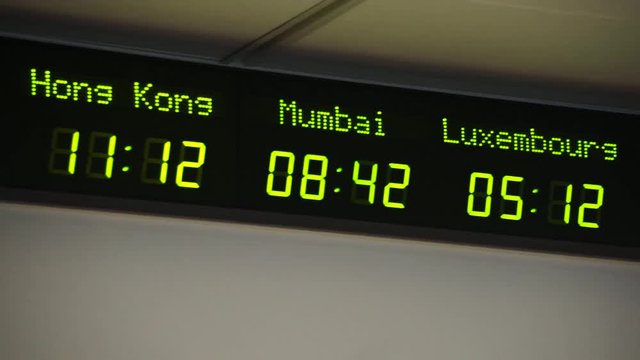 Hong Kong
11:12
Mumbai
08:42
Luxembourg
05:12